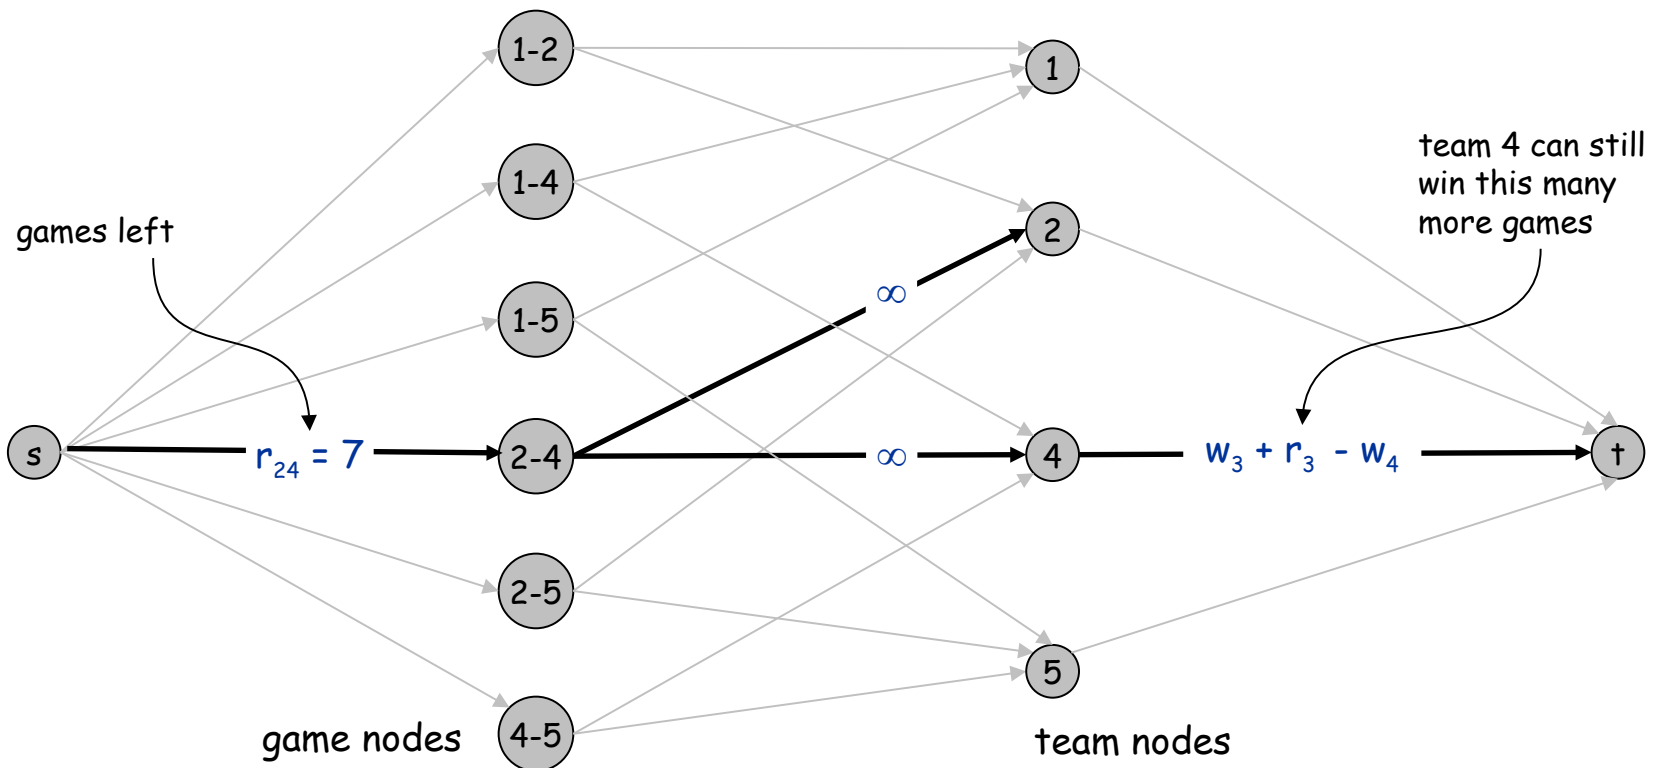 1-2
1
team 4 can still
win this many
more games
1-4
games left
2
∞
1-5
s
r₂₄ = 7
2-4
∞
4
w₃ + r₃ - w₄
t
2-5
5
game nodes
4-5
team nodes